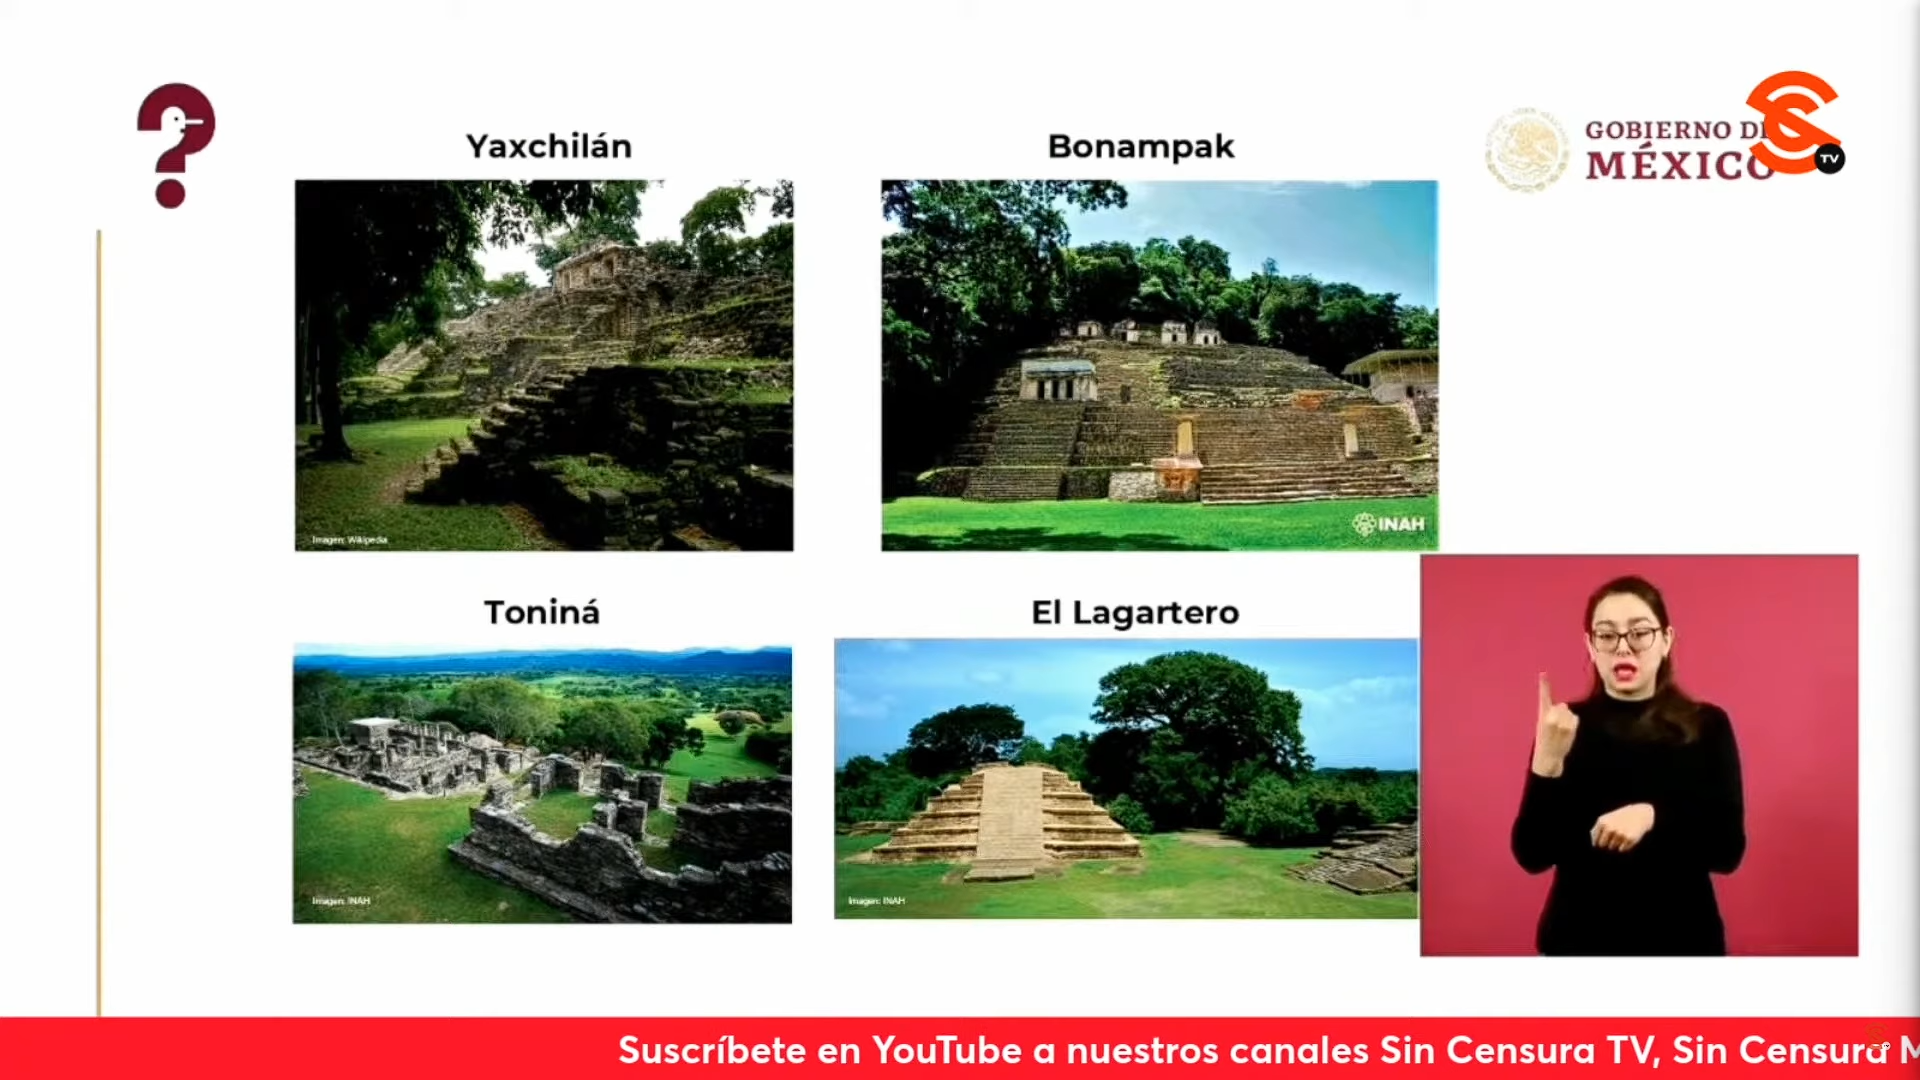 Yaxchilán
Bonampak
GOBIERNO DE
MÉXICO
TV
Imagen: Wikipedia
INAH
Toniná
El Lagartero
Imagen: INAH
Imagen: INAH
Suscríbete en YouTube a nuestros canales Sin Censura TV, Sin Censura M